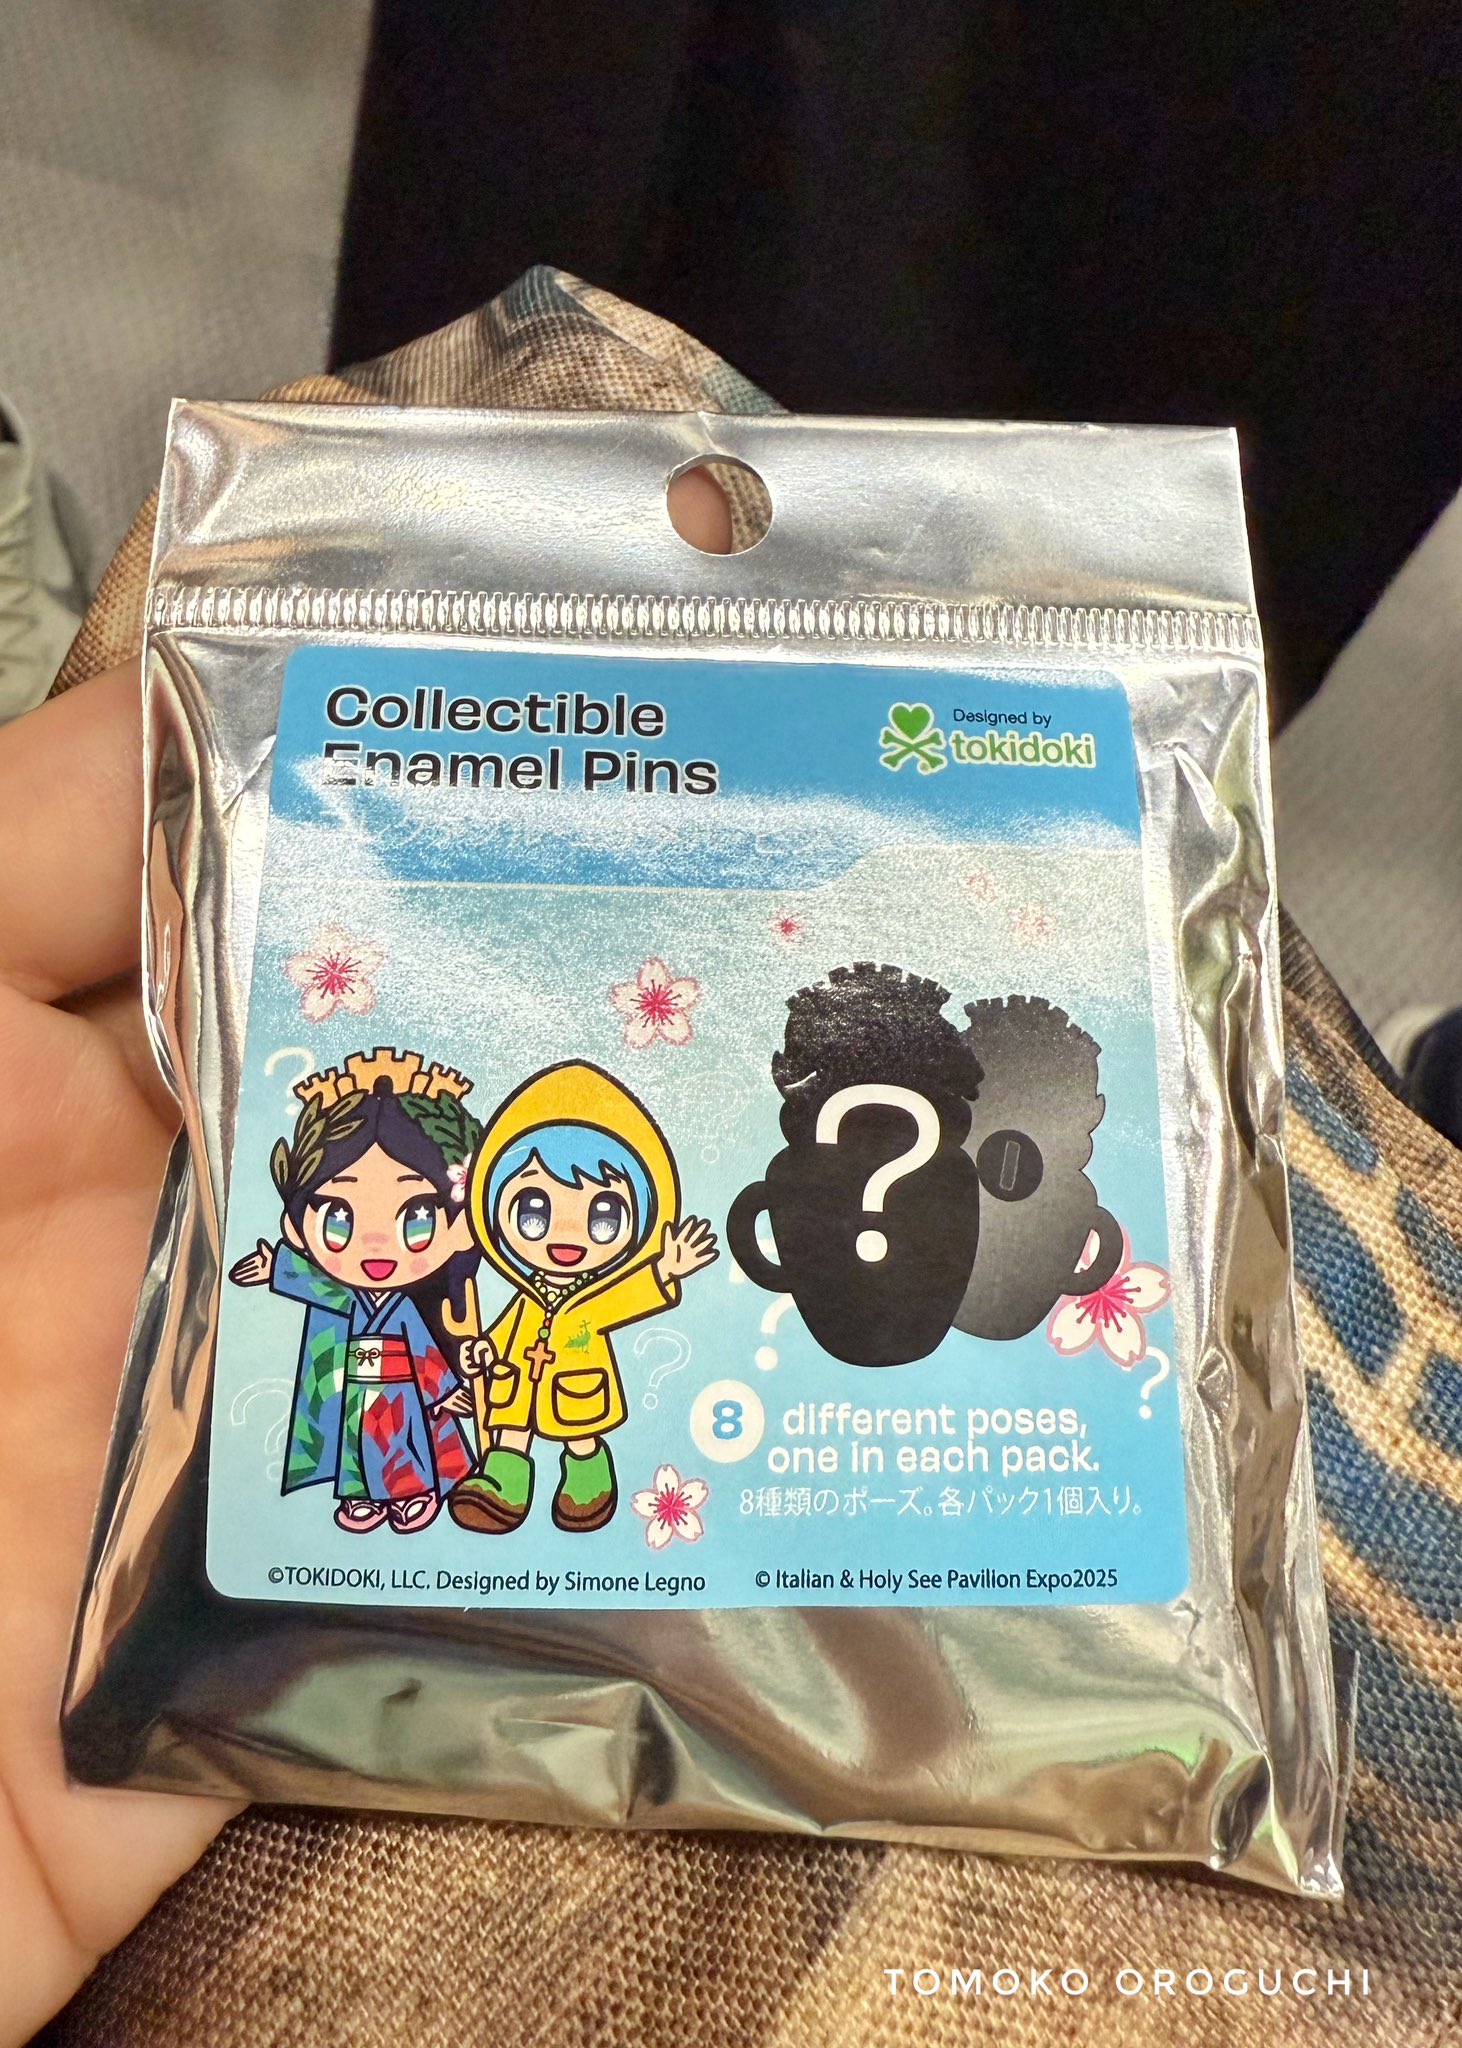 Collectible
Enamel Pins
Designed by
tokidoki
?
8 different poses,
one in each pack.
8種類のポーズ。各パック1個入り。
©TOKIDOKI, LLC. Designed by Simone Legno
© Italian & Holy See Pavilion Expo2025
TOMOKO OROGUCHI